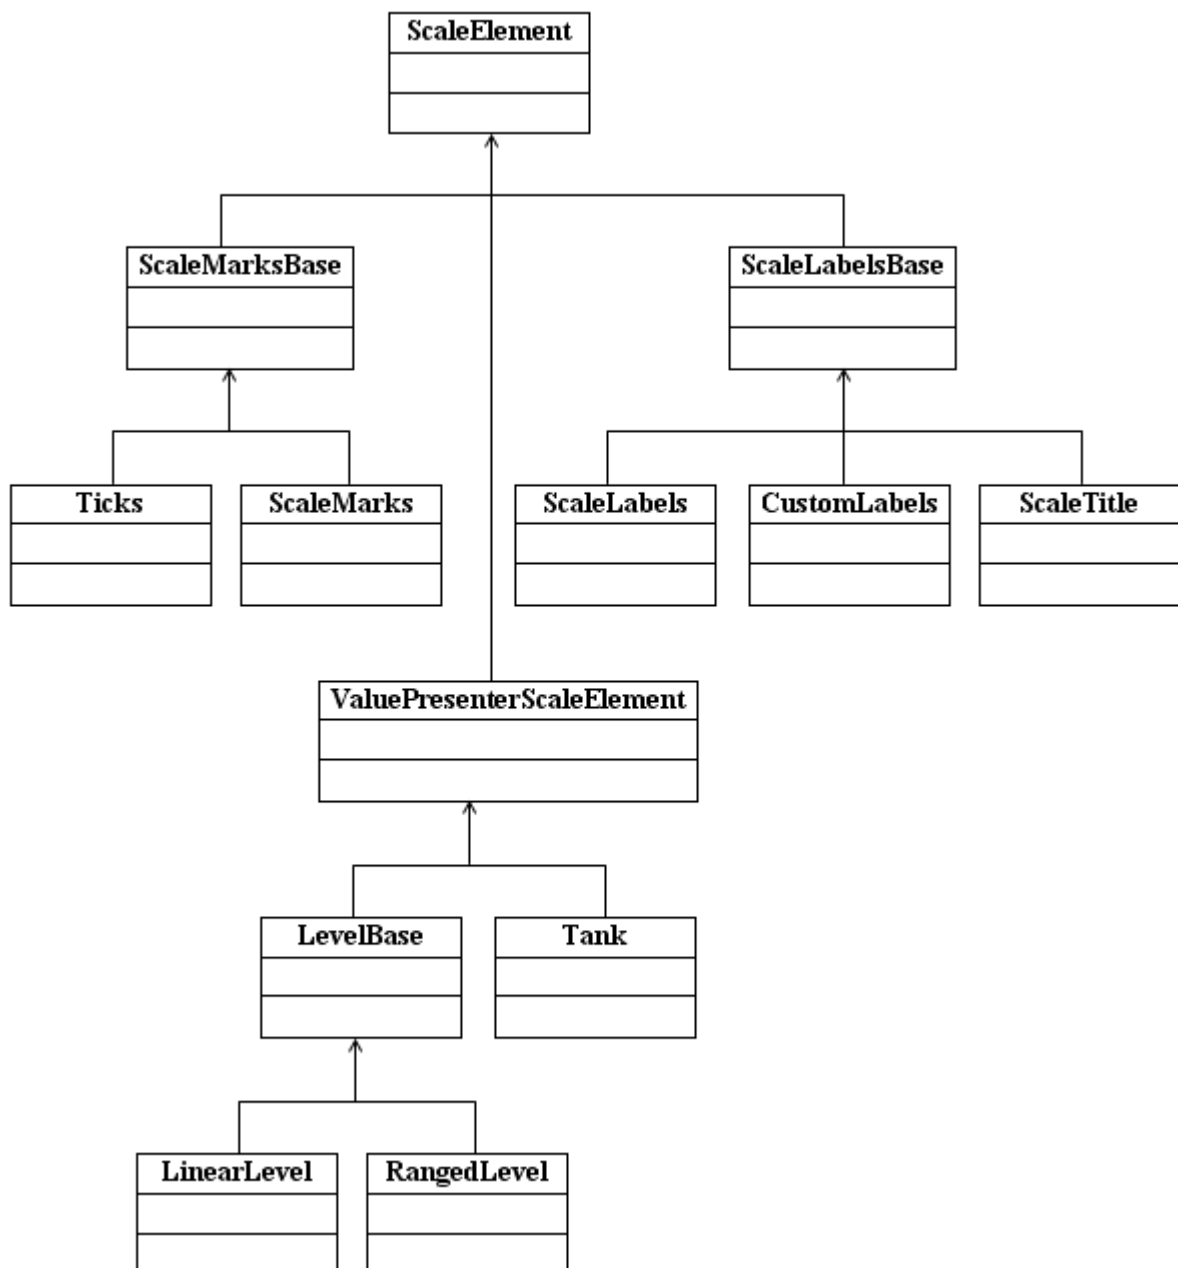 ScaleElement
ScaleMarksBase
ScaleLabelsBase
Ticks
ScaleMarks
ScaleLabels
CustomLabels
ScaleTitle
ValuePresenterScaleElement
LevelBase
Tank
LinearLevel
RangedLevel